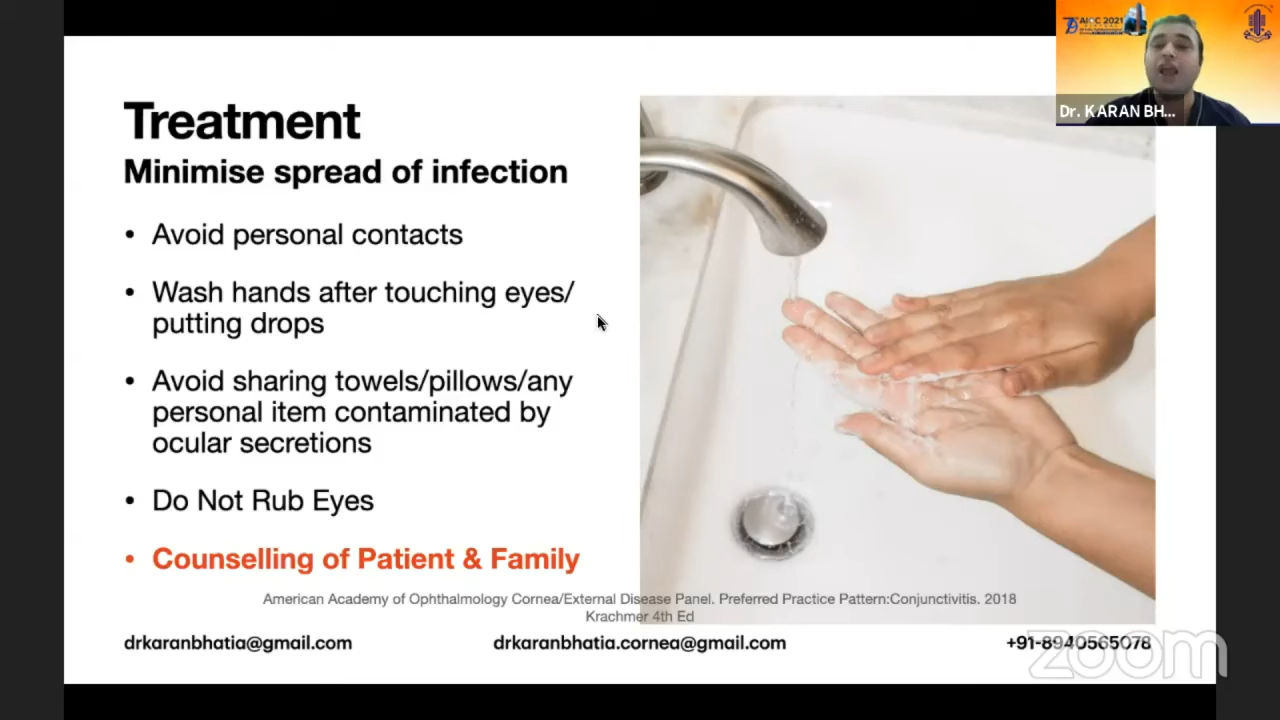 AIOC 2021
Dr. KARAN BH...
Treatment
Minimise spread of infection
• Avoid personal contacts
• Wash hands after touching eyes/
putting drops
• Avoid sharing towels/pillows/any
personal item contaminated by
ocular secretions
• Do Not Rub Eyes
• Counselling of Patient & Family
American Academy of Ophthalmology Cornea/External Disease Panel. Preferred Practice Pattern:Conjunctivitis. 2018
Krachmer 4th Ed
drkaranbhatia@gmail.com
drkaranbhatia.cornea@gmail.com
+91-8940565078
zoom